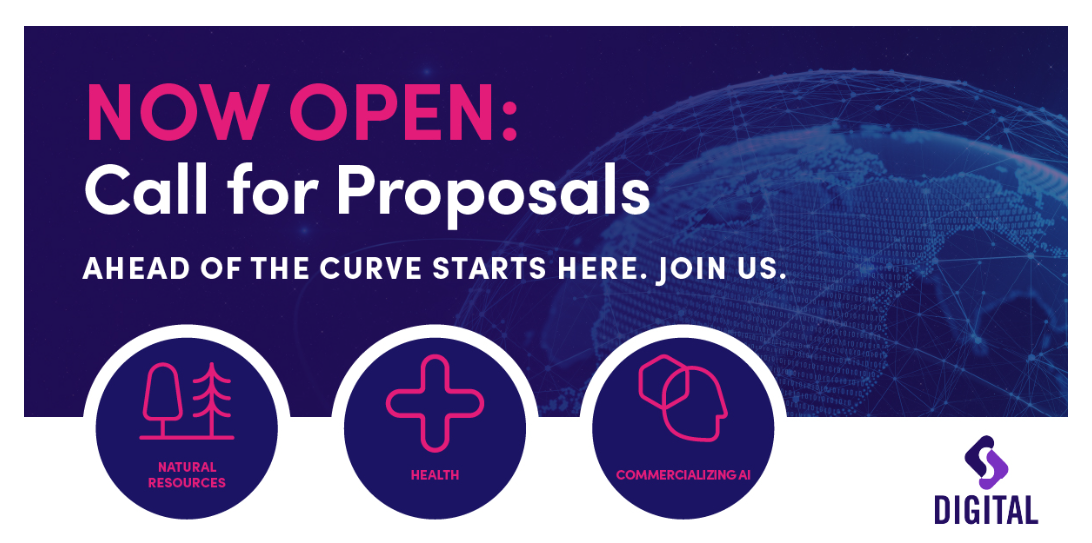 NOW OPEN:
Call for Proposals
AHEAD OF THE CURVE STARTS HERE. JOIN US.
NATURAL
RESOURCES
HEALTH
COMMERCIALIZING AI
DIGITAL